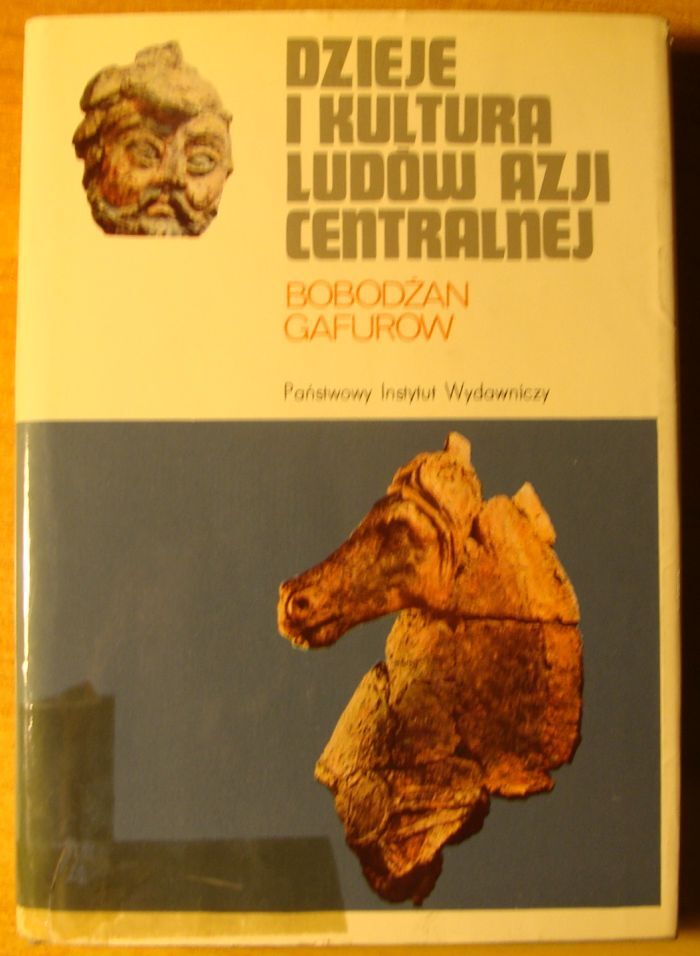 DZIEJE
I KULTURA
LUDÓW AZJI
CENTRALNEJ
BOBODŻAN
GAFUROW
Państwowy Instytut Wydawniczy